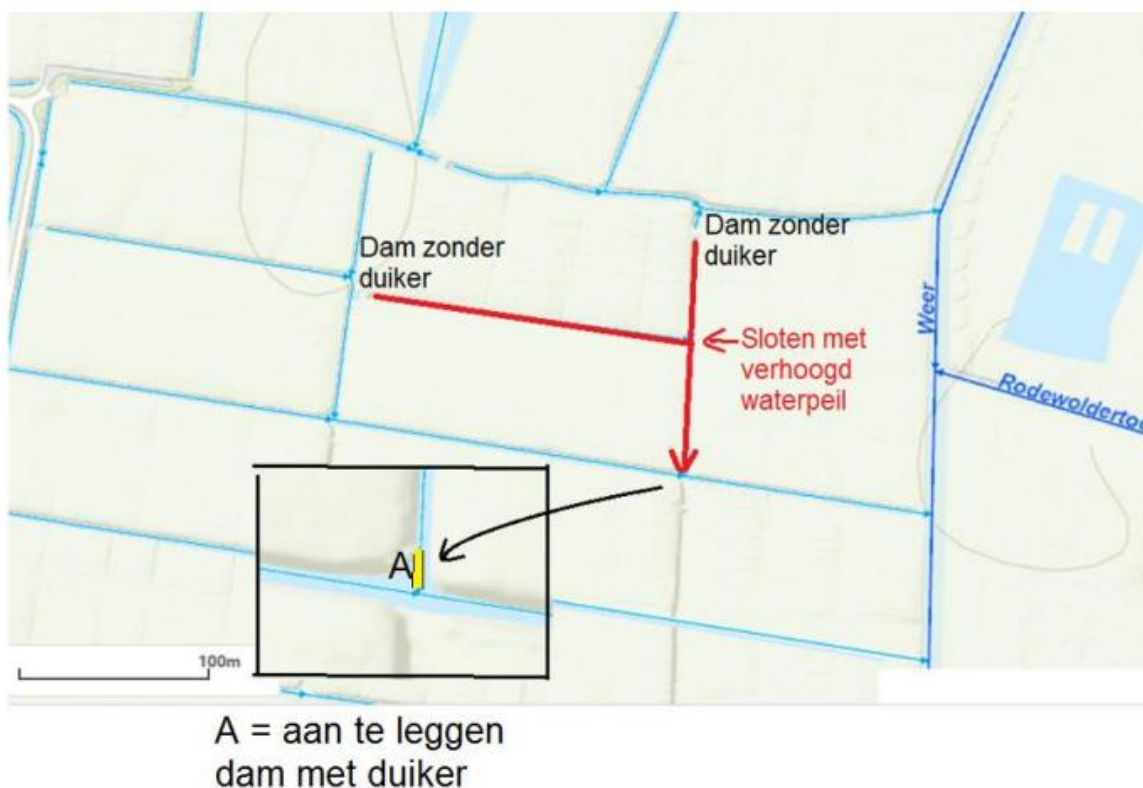 Dam zonder
duiker
Dam zonder
duiker
Sloten met
verhoogd
waterpeil
Weer
Rodewoldertoc
A
100m
A = aan te leggen
dam met duiker